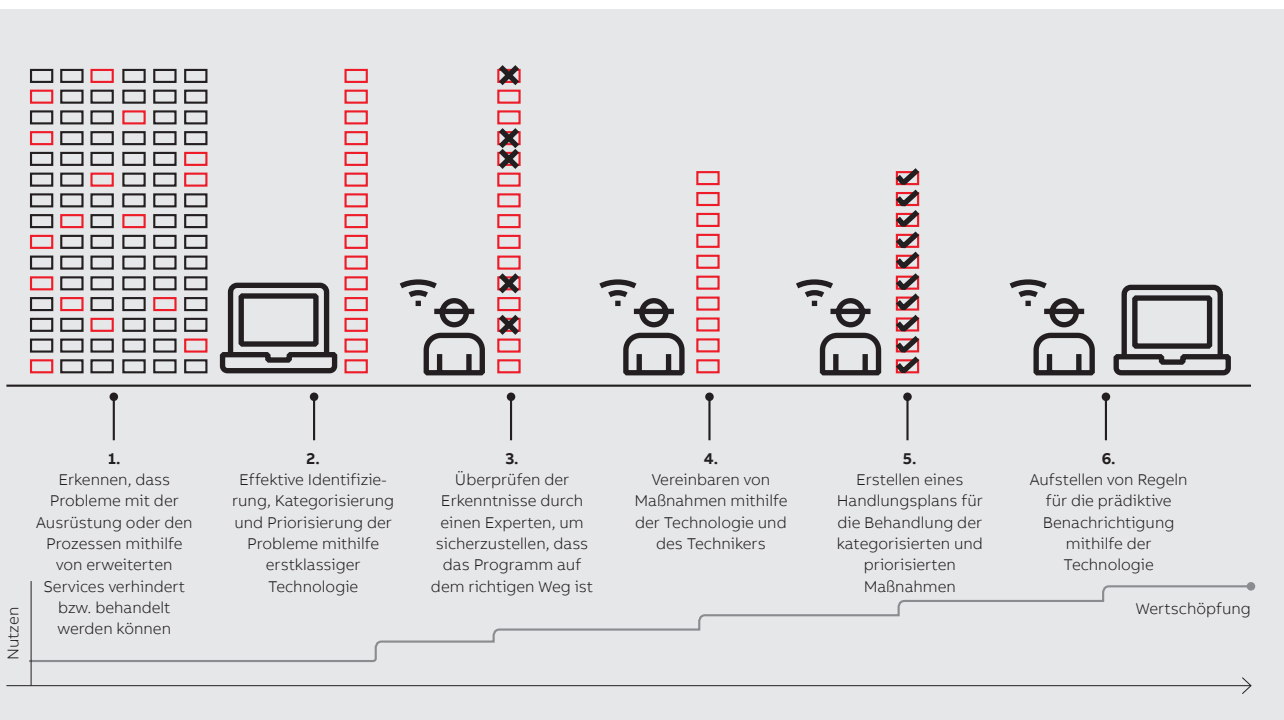 1.
Erkennen, dass
Probleme mit der
Ausrüstung oder den
Prozessen mithilfe
von erweiterten
Services verhindert
bzw. behandelt
werden können
2.
Effektive Identifizie-
rung, Kategorisierung
und Priorisierung der
Probleme mithilfe
erstklassiger
Technologie
3.
Überprüfen der
Erkenntnisse durch
einen Experten, um
sicherzustellen, dass
das Programm auf
dem richtigen Weg ist
4.
Vereinbaren von
Maßnahmen mithilfe
der Technologie und
des Technikers
5.
Erstellen eines
Handlungsplans für
die Behandlung der
kategorisierten und
priorisierten
Maßnahmen
6.
Aufstellen von Regeln
für die prädiktive
Benachrichtigung
mithilfe der
Technologie
Nutzen
Wertschöpfung